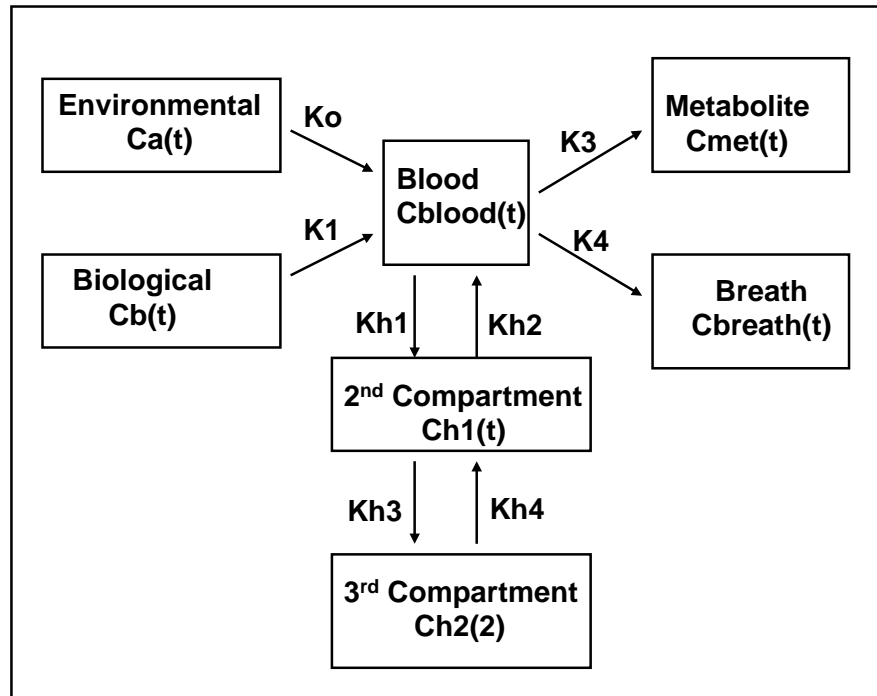 Environmental
Ca(t)
Ko
Biological
Cb(t)
K1
Blood
Cblood(t)
K3
Metabolite
Cmet(t)
K4
Breath
Cbreath(t)
Kh1
Kh2
2nd Compartment
Ch1(t)
Kh3
Kh4
3rd Compartment
Ch2(2)